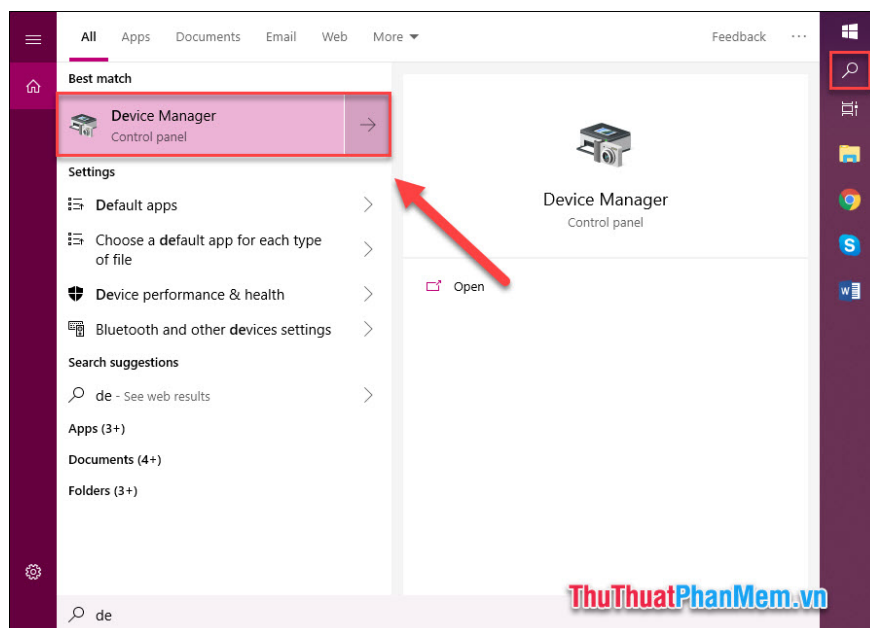 All Apps Documents Email Web More Feedback ...
Best match
Device Manager
Control panel
Settings
Default apps
Choose a default app for each type
of file
Device performance & health
Bluetooth and other devices settings
Search suggestions
de - See web results
Apps (3+)
Documents (4+)
Folders (3+)
de
Device Manager
Control panel
Open
S
W
ThuThuatPhanMem.vn